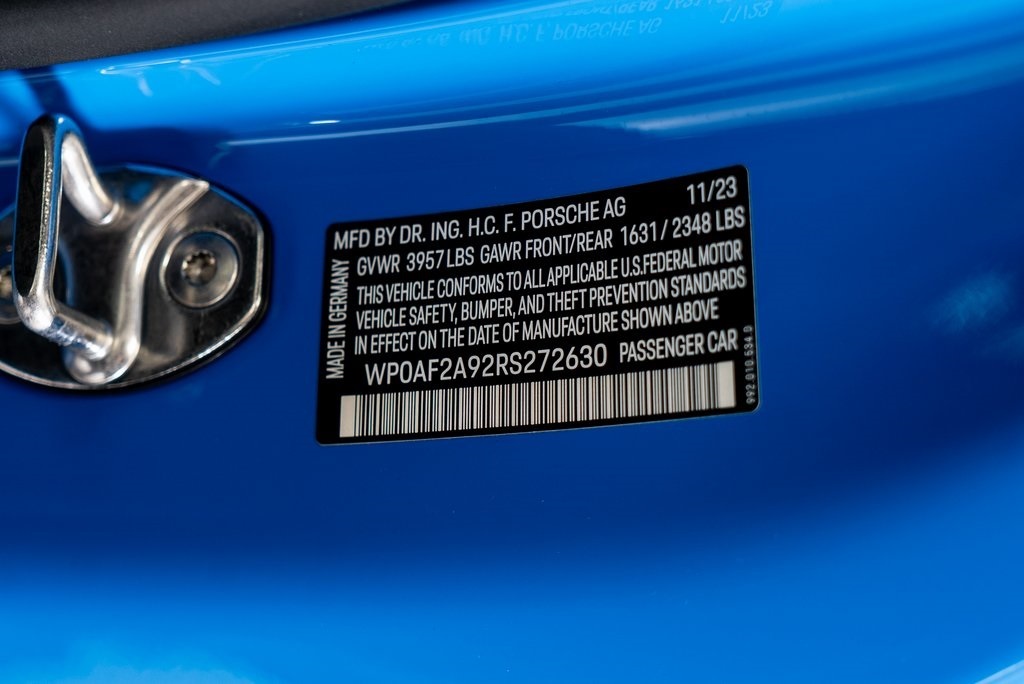 MFD BY DR. ING. H.C. F. PORSCHE AG 11/23
GVWR 3957 LBS GAWR FRONT/REAR 1631 / 2348 LBS
THIS VEHICLE CONFORMS TO ALL APPLICABLE U.S.FEDERAL MOTOR
VEHICLE SAFETY, BUMPER, AND THEFT PREVENTION STANDARDS
IN EFFECT ON THE DATE OF MANUFACTURE SHOWN ABOVE
WP0AF2A92RS272630 PASSENGER CAR
MADE IN GERMANY
992.010.534.D